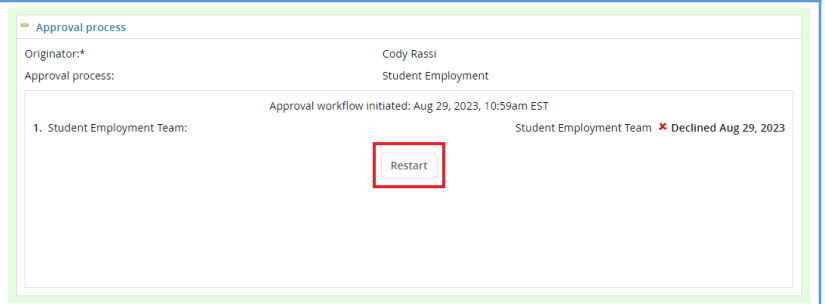 Approval process
Originator:* Cody Rassi
Approval process: Student Employment
Approval workflow initiated: Aug 29, 2023, 10:59am EST
1. Student Employment Team: Student Employment Team ✘ Declined Aug 29, 2023
Restart